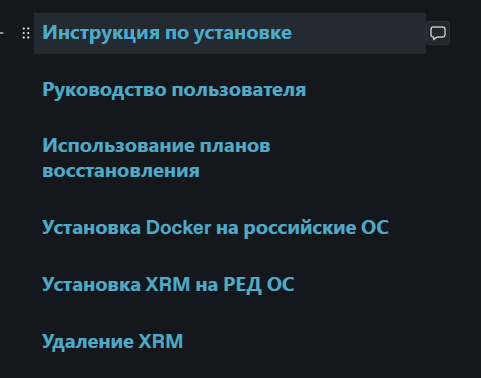 Инструкция по установке
Руководство пользователя
Использование планов
восстановления
Установка Docker на российские ОС
Установка XRM на РЕД ОС
Удаление XRM